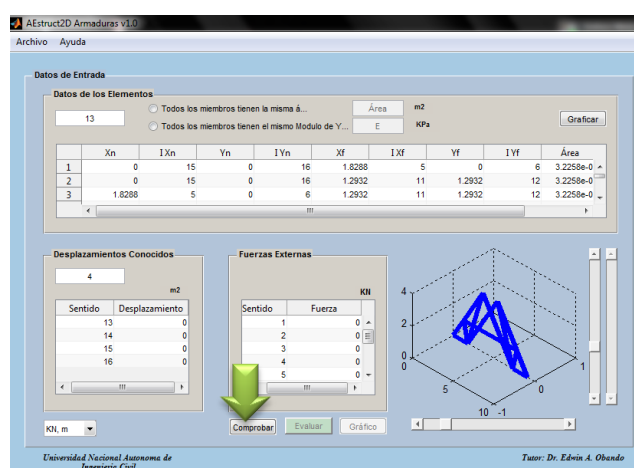 AEstruct2D Armaduras v1.0
Archivo Ayuda
Datos de Entrada
Datos de los Elementos
13
Todos los miembros tienen la misma á...
Área
m2
Todos los miembros tienen el mismo Modulo de Y...
E
KPa
Graficar
Xn I Xn Yn I Yn Xf I Xf Yf I Yf Área
1 0 15 0 16 1.8288 5 0 6 3.2258e-0
2 0 15 0 16 1.2932 11 1.2932 12 3.2258e-0
3 1.8288 5 0 6 1.2932 11 1.2932 12 3.2258e-0
Desplazamientos Conocidos
4
m2
Sentido Desplazamiento
13 0
14 0
15 0
16 0
Fuerzas Externas
KN
Sentido Fuerza
1 0
2 0
3 0
4 0
5 0
4
2
0
0
5
10
-1
0
1
KN, m
Comprobar
Evaluar
Gráfico
Universidad Nacional Autonoma de
Ingenieria Civil
Tutor: Dr. Edwin A. Obando